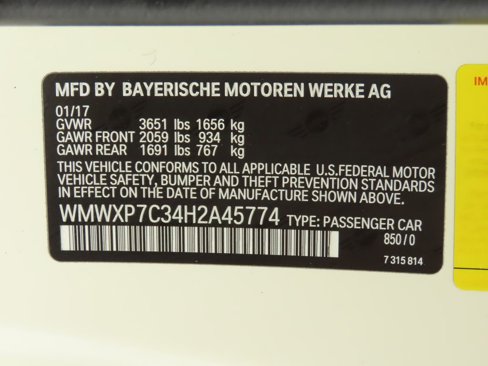 MFD BY BAYERISCHE MOTOREN WERKE AG
01/17
GVWR 3651 lbs 1656 kg
GAWR FRONT 2059 lbs 934 kg
GAWR REAR 1691 lbs 767 kg
THIS VEHICLE CONFORMS TO ALL APPLICABLE U.S.FEDERAL MOTOR
VEHICLE SAFETY, BUMPER AND THEFT PREVENTION STANDARDS
IN EFFECT ON THE DATE OF MANUFACTURE SHOWN ABOVE.
WMWXP7C34H2A45774 TYPE: PASSENGER CAR
850/0
7 315 814
IM